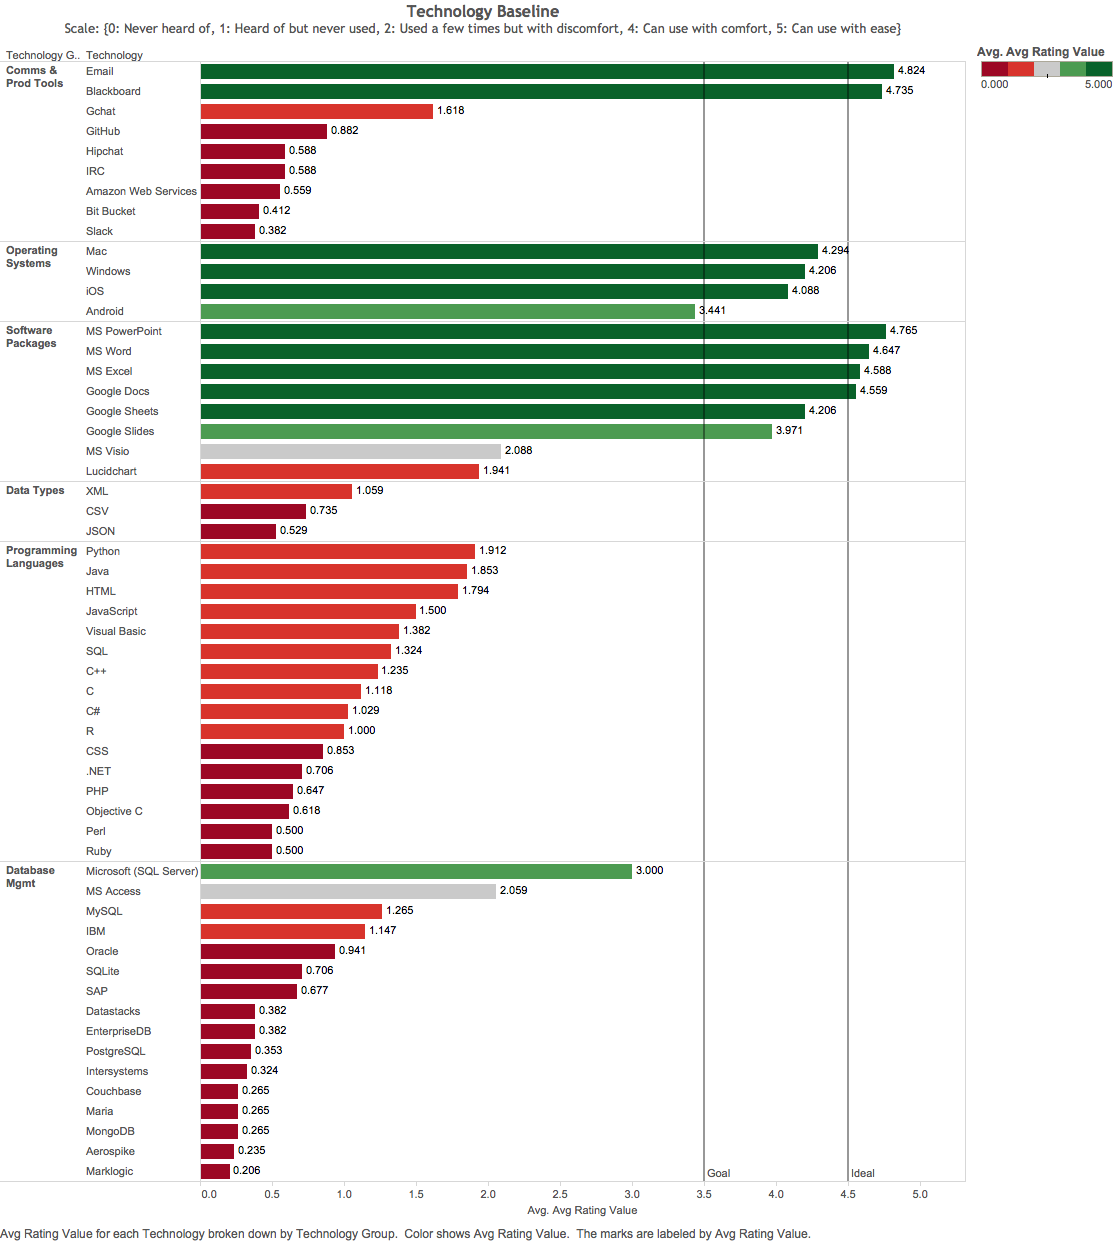 Technology Baseline
Scale: {0: Never heard of, 1: Heard of but never used, 2: Used a few times but with discomfort, 4: Can use with comfort, 5: Can use with ease}
Avg. Avg Rating Value
0.000 5.000
Technology G.. Technology
Comms & Prod Tools
Email 4.824
Blackboard 4.735
Gchat 1.618
GitHub 0.882
Hipchat 0.588
IRC 0.588
Amazon Web Services 0.559
Bit Bucket 0.412
Slack 0.382
Operating Systems
Mac 4.294
Windows 4.206
iOS 4.088
Android 3.441
Software Packages
MS PowerPoint 4.765
MS Word 4.647
MS Excel 4.588
Google Docs 4.559
Google Sheets 4.206
Google Slides 3.971
MS Visio 2.088
Lucidchart 1.941
Data Types
XML 1.059
CSV 0.735
JSON 0.529
Programming Languages
Python 1.912
Java 1.853
HTML 1.794
JavaScript 1.500
Visual Basic 1.382
SQL 1.324
C++ 1.235
C 1.118
C# 1.029
R 1.000
CSS 0.853
.NET 0.706
PHP 0.647
Objective C 0.618
Perl 0.500
Ruby 0.500
Database Mgmt
Microsoft (SQL Server) 3.000
MS Access 2.059
MySQL 1.265
IBM 1.147
Oracle 0.941
SQLite 0.706
SAP 0.677
Datastacks 0.382
EnterpriseDB 0.382
PostgreSQL 0.353
Intersystems 0.324
Couchbase 0.265
Maria 0.265
MongoDB 0.265
Aerospike 0.235
Marklogic 0.206
Goal Ideal
0.0 0.5 1.0 1.5 2.0 2.5 3.0 3.5 4.0 4.5 5.0
Avg. Avg Rating Value
Avg Rating Value for each Technology broken down by Technology Group.  Color shows Avg Rating Value.  The marks are labeled by Avg Rating Value.